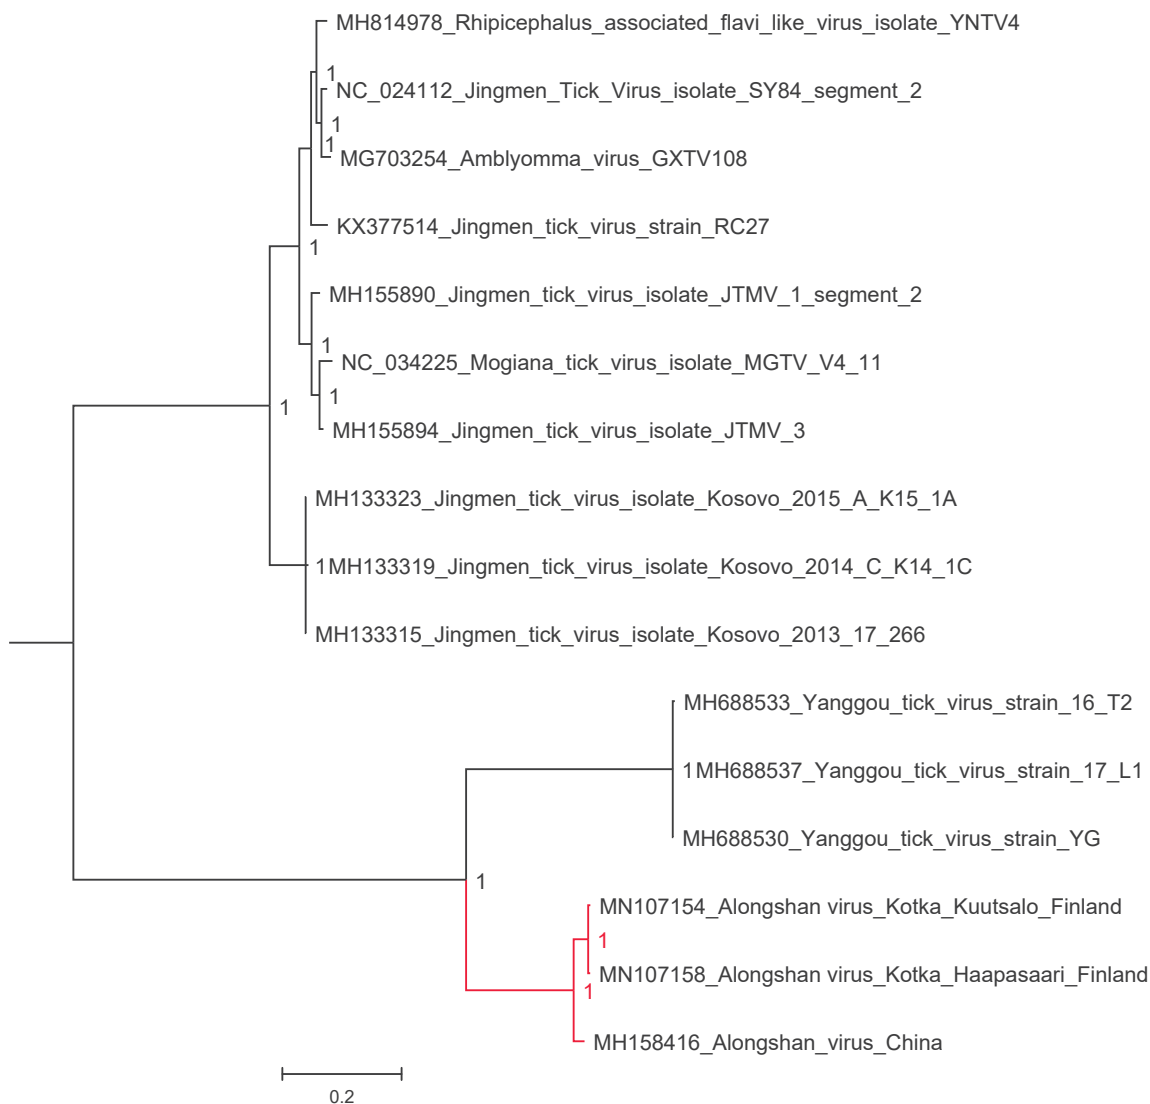 MH814978_Rhipicephalus_associated_flavi_like_virus_isolate_YNTV4
1
NC_024112_Jingmen_Tick_Virus_isolate_SY84_segment_2
1
1
MG703254_Amblyomma_virus_GXTV108
KX377514_Jingmen_tick_virus_strain_RC27
1
MH155890_Jingmen_tick_virus_isolate_JTMV_1_segment_2
1
NC_034225_Mogiana_tick_virus_isolate_MGTV_V4_11
1
1
MH155894_Jingmen_tick_virus_isolate_JTMV_3
MH133323_Jingmen_tick_virus_isolate_Kosovo_2015_A_K15_1A
1MH133319_Jingmen_tick_virus_isolate_Kosovo_2014_C_K14_1C
MH133315_Jingmen_tick_virus_isolate_Kosovo_2013_17_266
MH688533_Yanggou_tick_virus_strain_16_T2
1MH688537_Yanggou_tick_virus_strain_17_L1
MH688530_Yanggou_tick_virus_strain_YG
1
MN107154_Alongshan virus_Kotka_Kuutsalo_Finland
1
MN107158_Alongshan virus_Kotka_Haapasaari_Finland
1
MH158416_Alongshan_virus_China
0.2